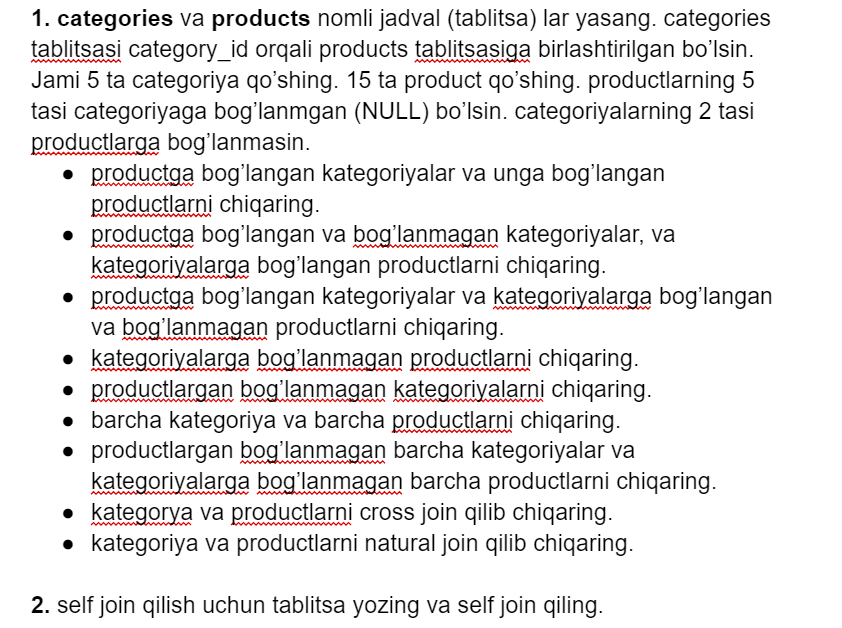 1. categories va products nomli jadval (tablitsa) lar yasang. categories
tablitsasi category_id orqali products tablitsasiga birlashtirilgan bo’lsin.
Jami 5 ta categoriya qo’shing. 15 ta product qo’shing. productlarning 5
tasi categoriyaga bog’lanmgan (NULL) bo’lsin. categoriyalarning 2 tasi
productlarga bog’lanmasin.
● productga bog’langan kategoriyalar va unga bog’langan
productlarni chiqaring.
● productga bog’langan va bog’lanmagan kategoriyalar, va
kategoriyalarga bog’langan productlarni chiqaring.
● productga bog’langan kategoriyalar va kategoriyalarga bog’langan
va bog’lanmagan productlarni chiqaring.
● kategoriyalarga bog’lanmagan productlarni chiqaring.
● productlargan bog’lanmagan kategoriyalarni chiqaring.
● barcha kategoriya va barcha productlarni chiqaring.
● productlargan bog’lanmagan barcha kategoriyalar va
kategoriyalarga bog’lanmagan barcha productlarni chiqaring.
● kategorya va productlarni cross join qilib chiqaring.
● kategoriya va productlarni natural join qilib chiqaring.
2. self join qilish uchun tablitsa yozing va self join qiling.